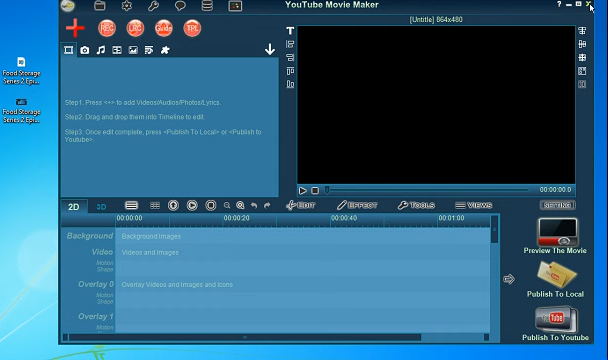 YouTube Movie Maker
[Untitled] 864x480
REC
LRC
Guide
TPL
Food Storage
Series 2 Epi...
Food Storage
Series 2 Epi...
Step1. Press <+> to add Videos/Audios/Photos/Lyrics.
Step2. Drag and drop them into Timeline to edit.
Step3. Once edit complete, press <Publish To Local> or <Publish to
Youtube>.
00:00:00.0
2D
3D
EDIT
EFFECT
TOOLS
VIEWS
SETTING
00:00:00
00:00:20
00:00:40
00:01:00
Background
Background Images
Video
Videos and Images
Motion
Shape
Overlay 0
Overlay Videos and Images and Icons
Motion
Shape
Overlay 1
Motion
Preview The Movie
Publish To Local
Publish To Youtube